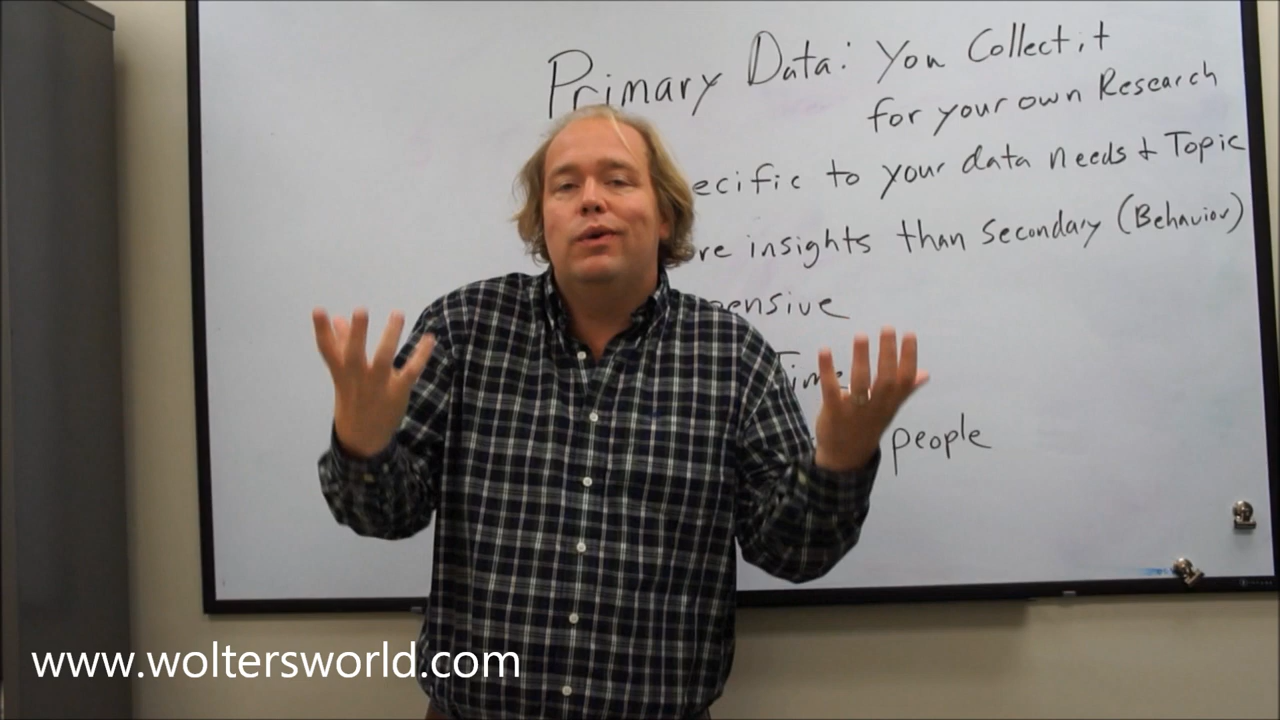 Primary Data: You Collect it
for your own Research
ecific to your data needs + Topic
re insights than Secondary (Behavior)
pensive
Time
people
www.woltersworld.com